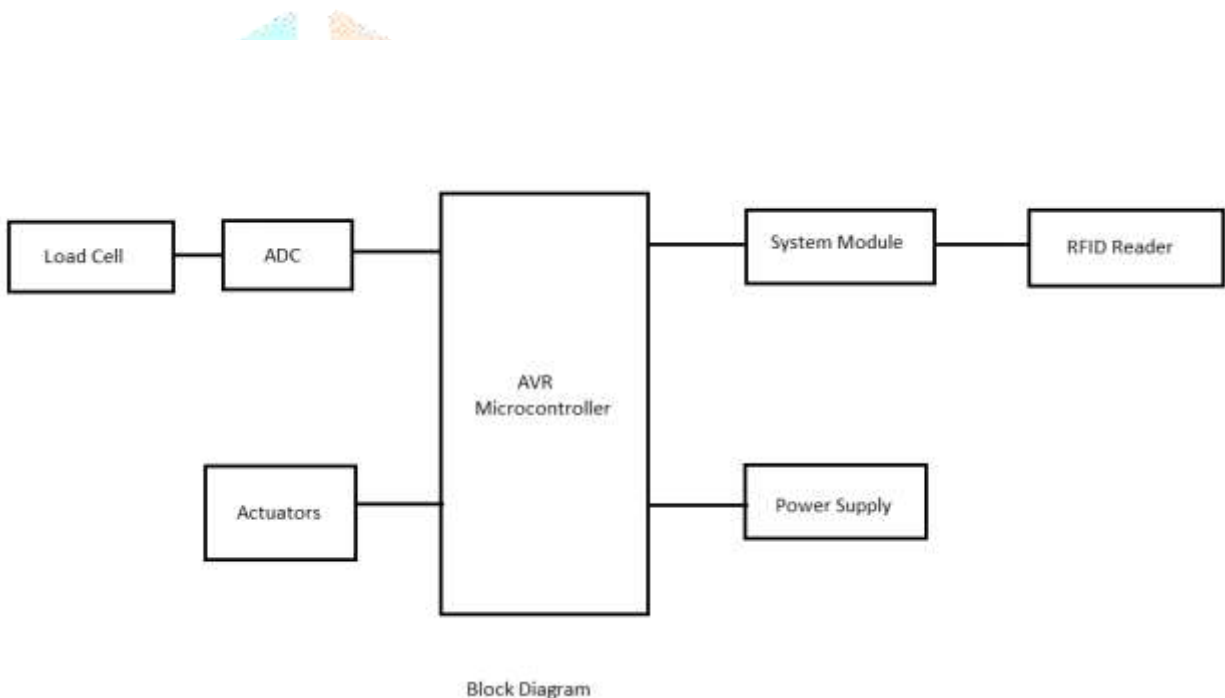 Load Cell
ADC
System Module
RFID Reader
AVR
Microcontroller
Actuators
Power Supply
Block Diagram